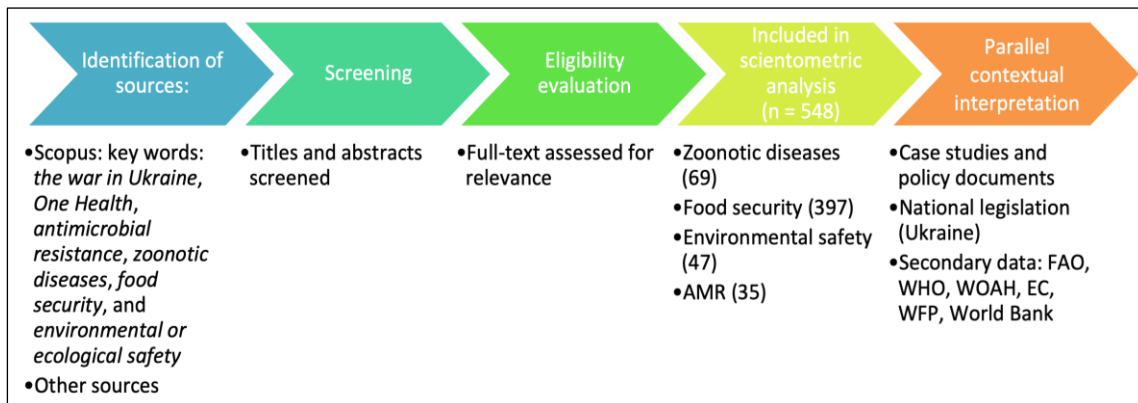 Identification of
sources:
Screening
Eligibility
evaluation
Included in
scientometric
analysis
(n = 548)
Parallel
contextual
interpretation
•Scopus: key words:
the war in Ukraine,
One Health,
antimicrobial
resistance, zoonotic
diseases, food
security, and
environmental or
ecological safety
•Other sources
•Titles and abstracts
screened
•Full-text assessed for
relevance
•Zoonotic diseases
(69)
•Food security (397)
•Environmental safety
(47)
•AMR (35)
•Case studies and
policy documents
•National legislation
(Ukraine)
•Secondary data: FAO,
WHO, WOAH, EC,
WFP, World Bank